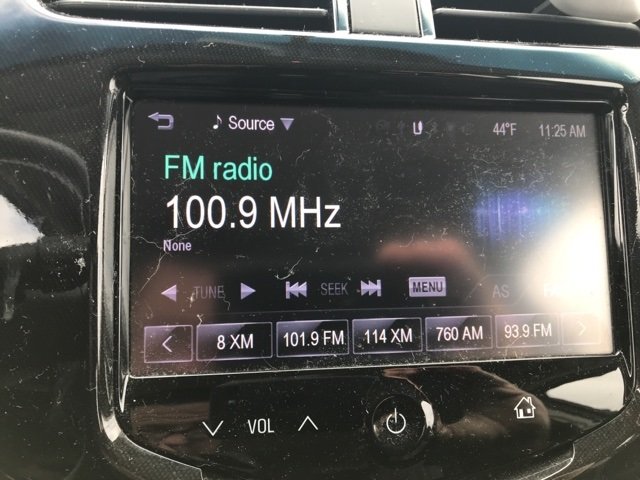 Source 44°F 11:25 AM
FM radio
100.9 MHz
None
TUNE SEEK MENU AS
8 XM 101.9 FM 114 XM 760 AM 93.9 FM
VOL